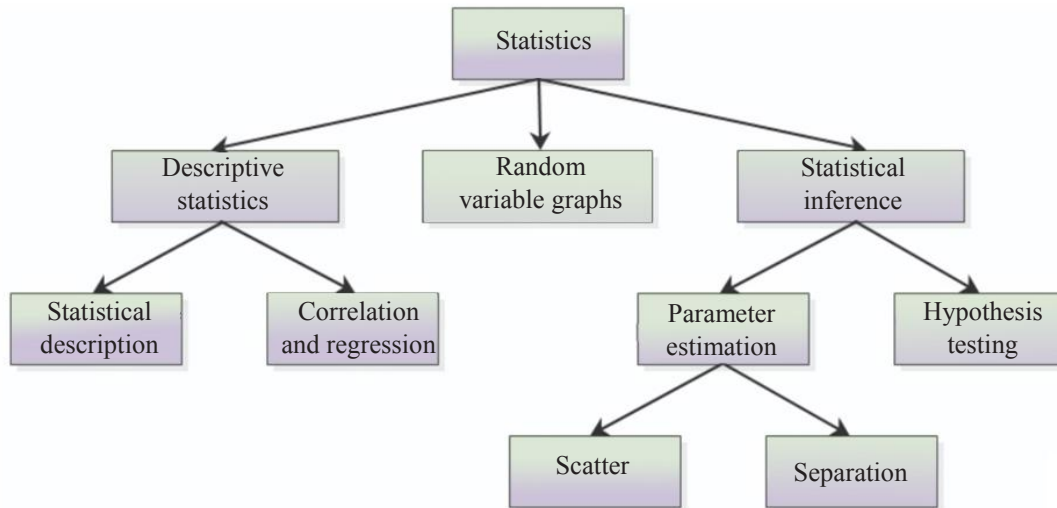 Statistics
Descriptive
statistics
Random
variable graphs
Statistical
inference
Statistical
description
Correlation
and regression
Parameter
estimation
Hypothesis
testing
Scatter
Separation